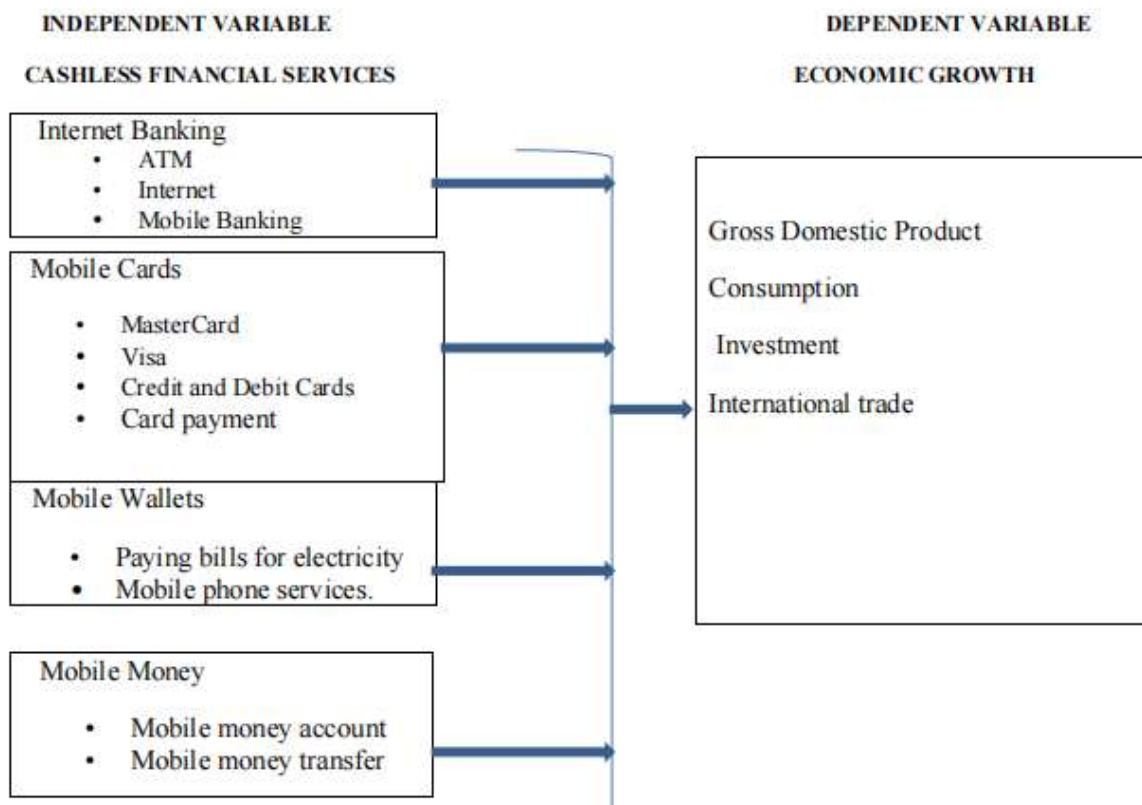 INDEPENDENT VARIABLE
CASHLESS FINANCIAL SERVICES
Internet Banking
• ATM
• Internet
• Mobile Banking
Mobile Cards
• MasterCard
• Visa
• Credit and Debit Cards
• Card payment
Mobile Wallets
• Paying bills for electricity
• Mobile phone services.
Mobile Money
• Mobile money account
• Mobile money transfer
DEPENDENT VARIABLE
ECONOMIC GROWTH
Gross Domestic Product
Consumption
Investment
International trade